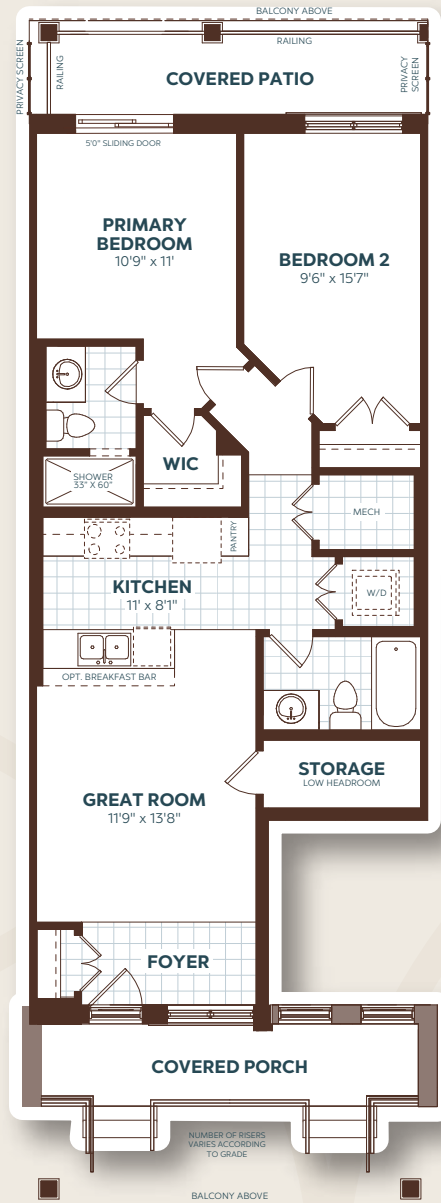 BALCONY ABOVE
RAILING
PRIVACY SCREEN
RAILING
COVERED PATIO
PRIVACY
SCREEN
5'0" SLIDING DOOR
PRIMARY
BEDROOM
10'9" x 11'
BEDROOM 2
9'6" x 15'7"
WIC
SHOWER
33" X 60"
MECH
PANTRY
KITCHEN
11' x 8'1"
W/D
OPT. BREAKFAST BAR
STORAGE
LOW HEADROOM
GREAT ROOM
11'9" x 13'8"
FOYER
COVERED PORCH
NUMBER OF RISERS
VARIES ACCORDING
TO GRADE
BALCONY ABOVE